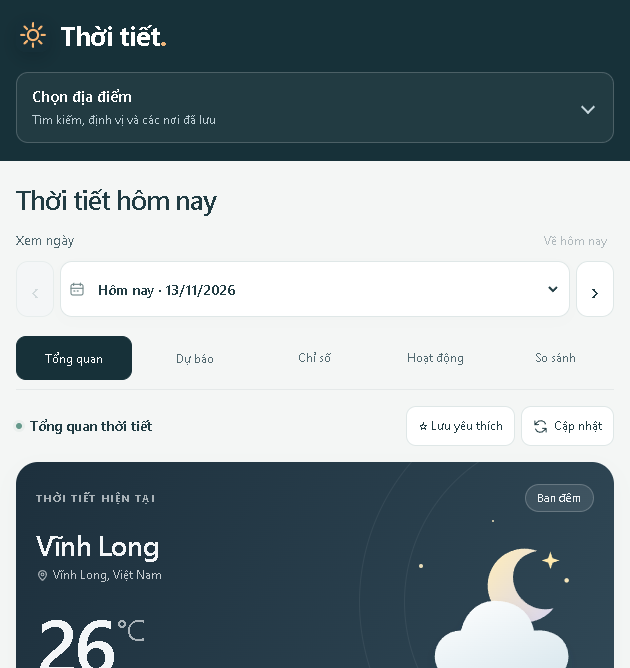 Thời tiết.
Chọn địa điểm
Tìm kiếm, định vị và các nơi đã lưu
Thời tiết hôm nay
Xem ngày
Về hôm nay
Hôm nay · 13/11/2026
Tổng quan
Dự báo
Chỉ số
Hoạt động
So sánh
Tổng quan thời tiết
☆ Lưu yêu thích
Cập nhật
THỜI TIẾT HIỆN TẠI
Ban đêm
Vĩnh Long
Vĩnh Long, Việt Nam
26°C